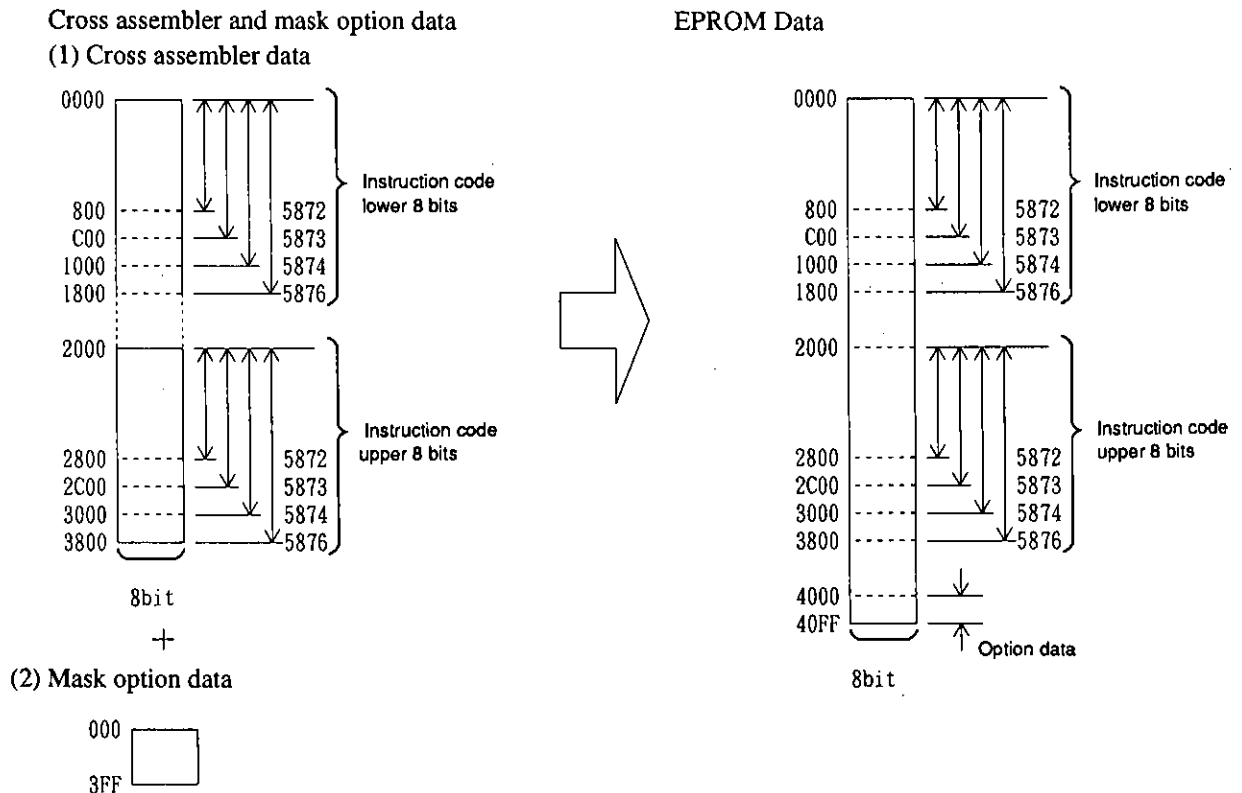 Cross assembler and mask option data
(1) Cross assembler data
0000
800
C00
1000
1800
5872
5873
5874
5876
Instruction code
lower 8 bits
2000
2800
2C00
3000
3800
5872
5873
5874
5876
Instruction code
upper 8 bits
8bit
+
(2) Mask option data
000
3FF
EPROM Data
0000
800
C00
1000
1800
5872
5873
5874
5876
Instruction code
lower 8 bits
2000
2800
2C00
3000
3800
5872
5873
5874
5876
Instruction code
upper 8 bits
4000
40FF
Option data
8bit